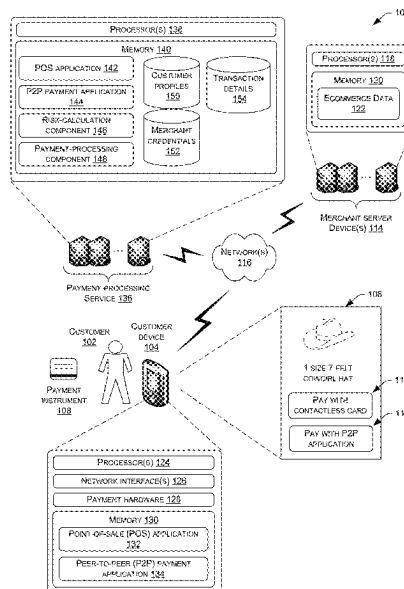 10
PROCESSOR(S) 138
MEMORY 140
POS APPLICATION 142
P2P PAYMENT APPLICATION
144
RISK-CALCULATION
COMPONENT 146
PAYMENT-PROCESSING
COMPONENT 148
CUSTOMER
PROFILES
150
MERCHANT
CREDENTIALS
152
TRANSACTION
DETAILS
154
PROCESSOR(S) 118
MEMORY 120
ECOMMERCE DATA
122
MERCHANT SERVER
DEVICE(S) 114
NETWORK(S)
116
PAYMENT PROCESSING
SERVICE 136
CUSTOMER
102
CUSTOMER
DEVICE
104
PAYMENT
INSTRUMENT
108
106
1 SIZE 7 FELT
COWGIRL HAT
11
PAY WITH
CONTACTLESS CARD
11
PAY WITH P2P
APPLICATION
PROCESSOR(S) 124
NETWORK INTERFACE(S) 126
PAYMENT HARDWARE 128
MEMORY 130
POINT-OF-SALE (POS) APPLICATION
132
PEER-TO-PEER (P2P) PAYMENT
APPLICATION 134